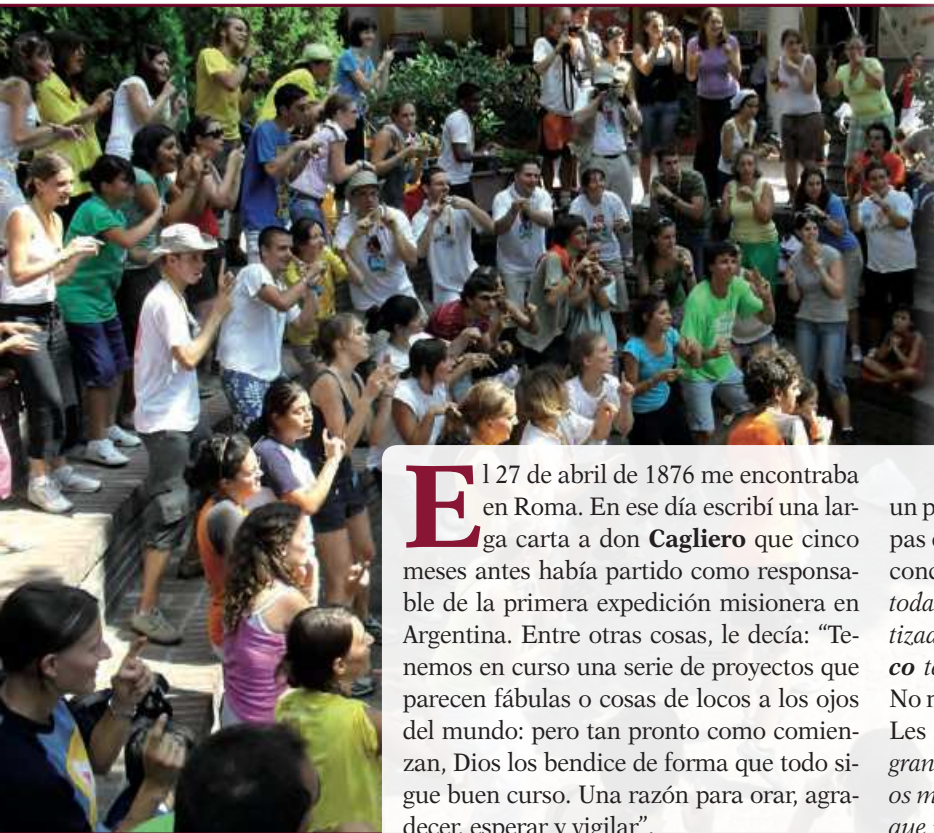 El 27 de abril de 1876 me encontraba
en Roma. En ese día escribí una lar-
ga carta a don Cagliero que cinco
meses antes había partido como responsa-
ble de la primera expedición misionera en
Argentina. Entre otras cosas, le decía: “Te-
nemos en curso una serie de proyectos que
parecen fábulas o cosas de locos a los ojos
del mundo: pero tan pronto como comien-
zan, Dios los bendice de forma que todo si-
gue buen curso. Una razón para orar, agra-
decer, esperar y vigilar”.
un p
pas
conc
toda
tizad
co t
No
Les
gran
os m
que